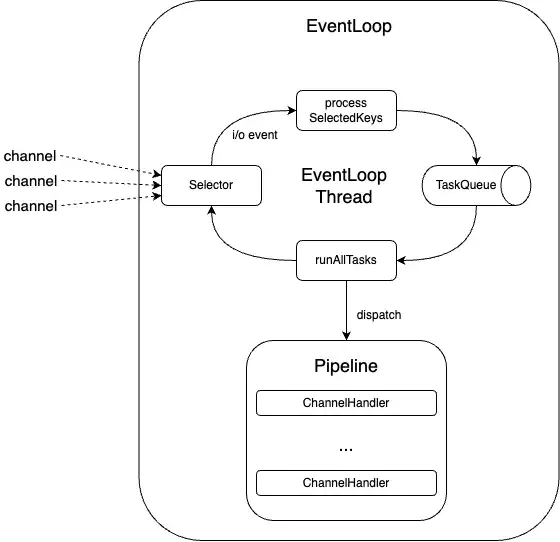 EventLoop
process
SelectedKeys
i/o event
channel
channel
channel
Selector
EventLoop
Thread
TaskQueue
runAllTasks
dispatch
Pipeline
ChannelHandler
...
ChannelHandler